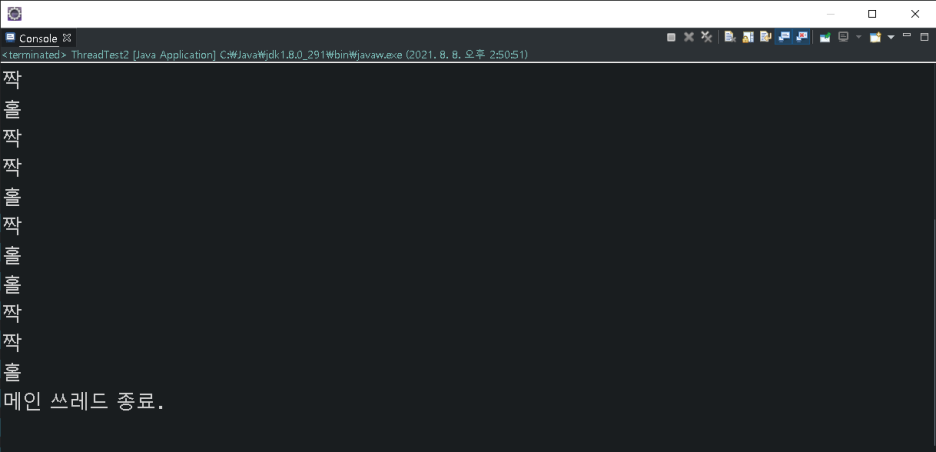 Console
<terminated> ThreadTest2 [Java Application] C:₩Java₩jdk1.8.0_291₩bin₩javaw.exe (2021. 8. 8. 오후 2:50:51)
짝
홀
짝
짝
홀
짝
홀
홀
짝
짝
홀
메인 쓰레드 종료.